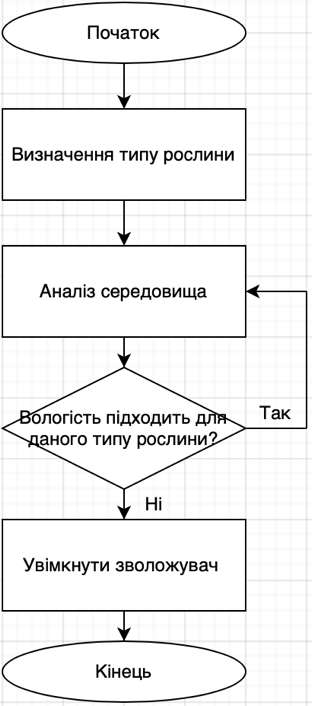 Початок
Визначення типу рослини
Аналіз середовища
Вологість підходить для
даного типу рослини?
Так
Ні
Увімкнути зволожувач
Кінець